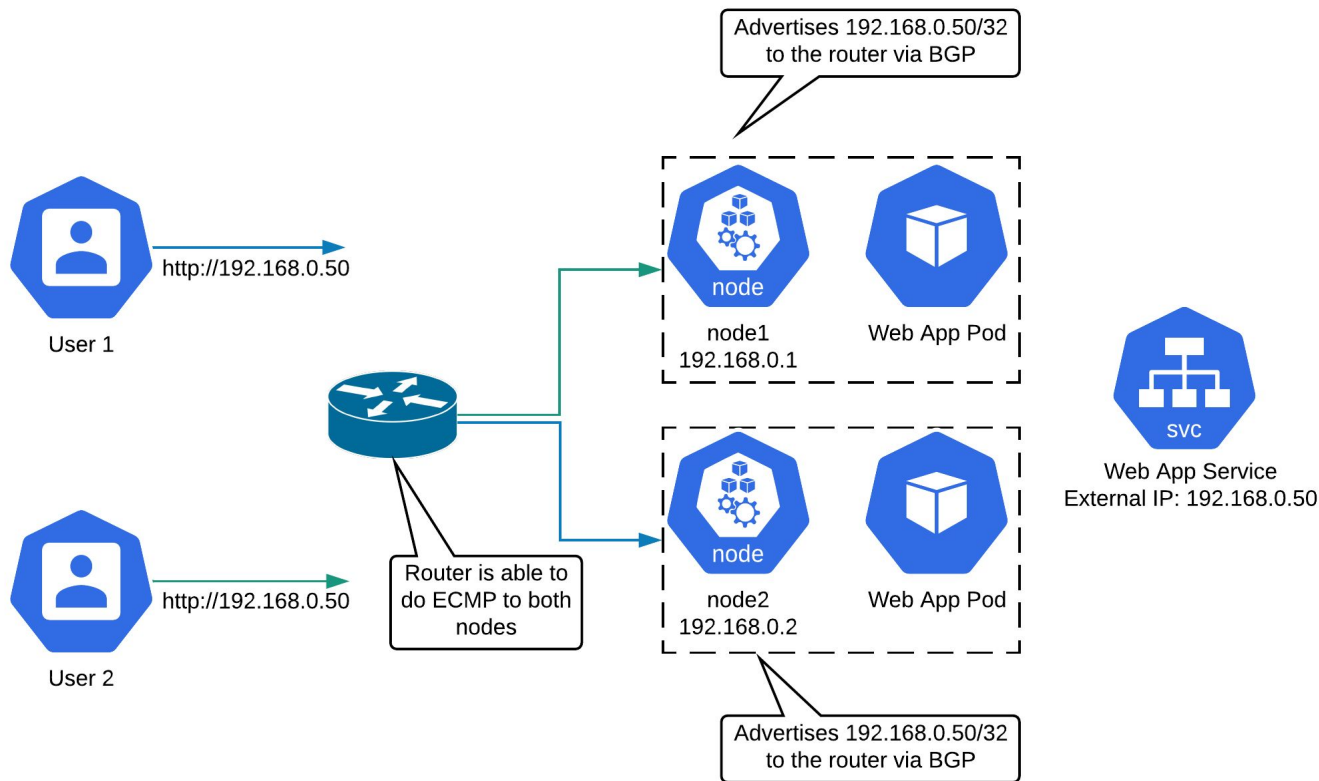 Advertises 192.168.0.50/32
to the router via BGP
http://192.168.0.50
User 1
node
node1
192.168.0.1
Web App Pod
svc
Web App Service
External IP: 192.168.0.50
Router is able to
do ECMP to both
nodes
http://192.168.0.50
User 2
node
node2
192.168.0.2
Web App Pod
Advertises 192.168.0.50/32
to the router via BGP